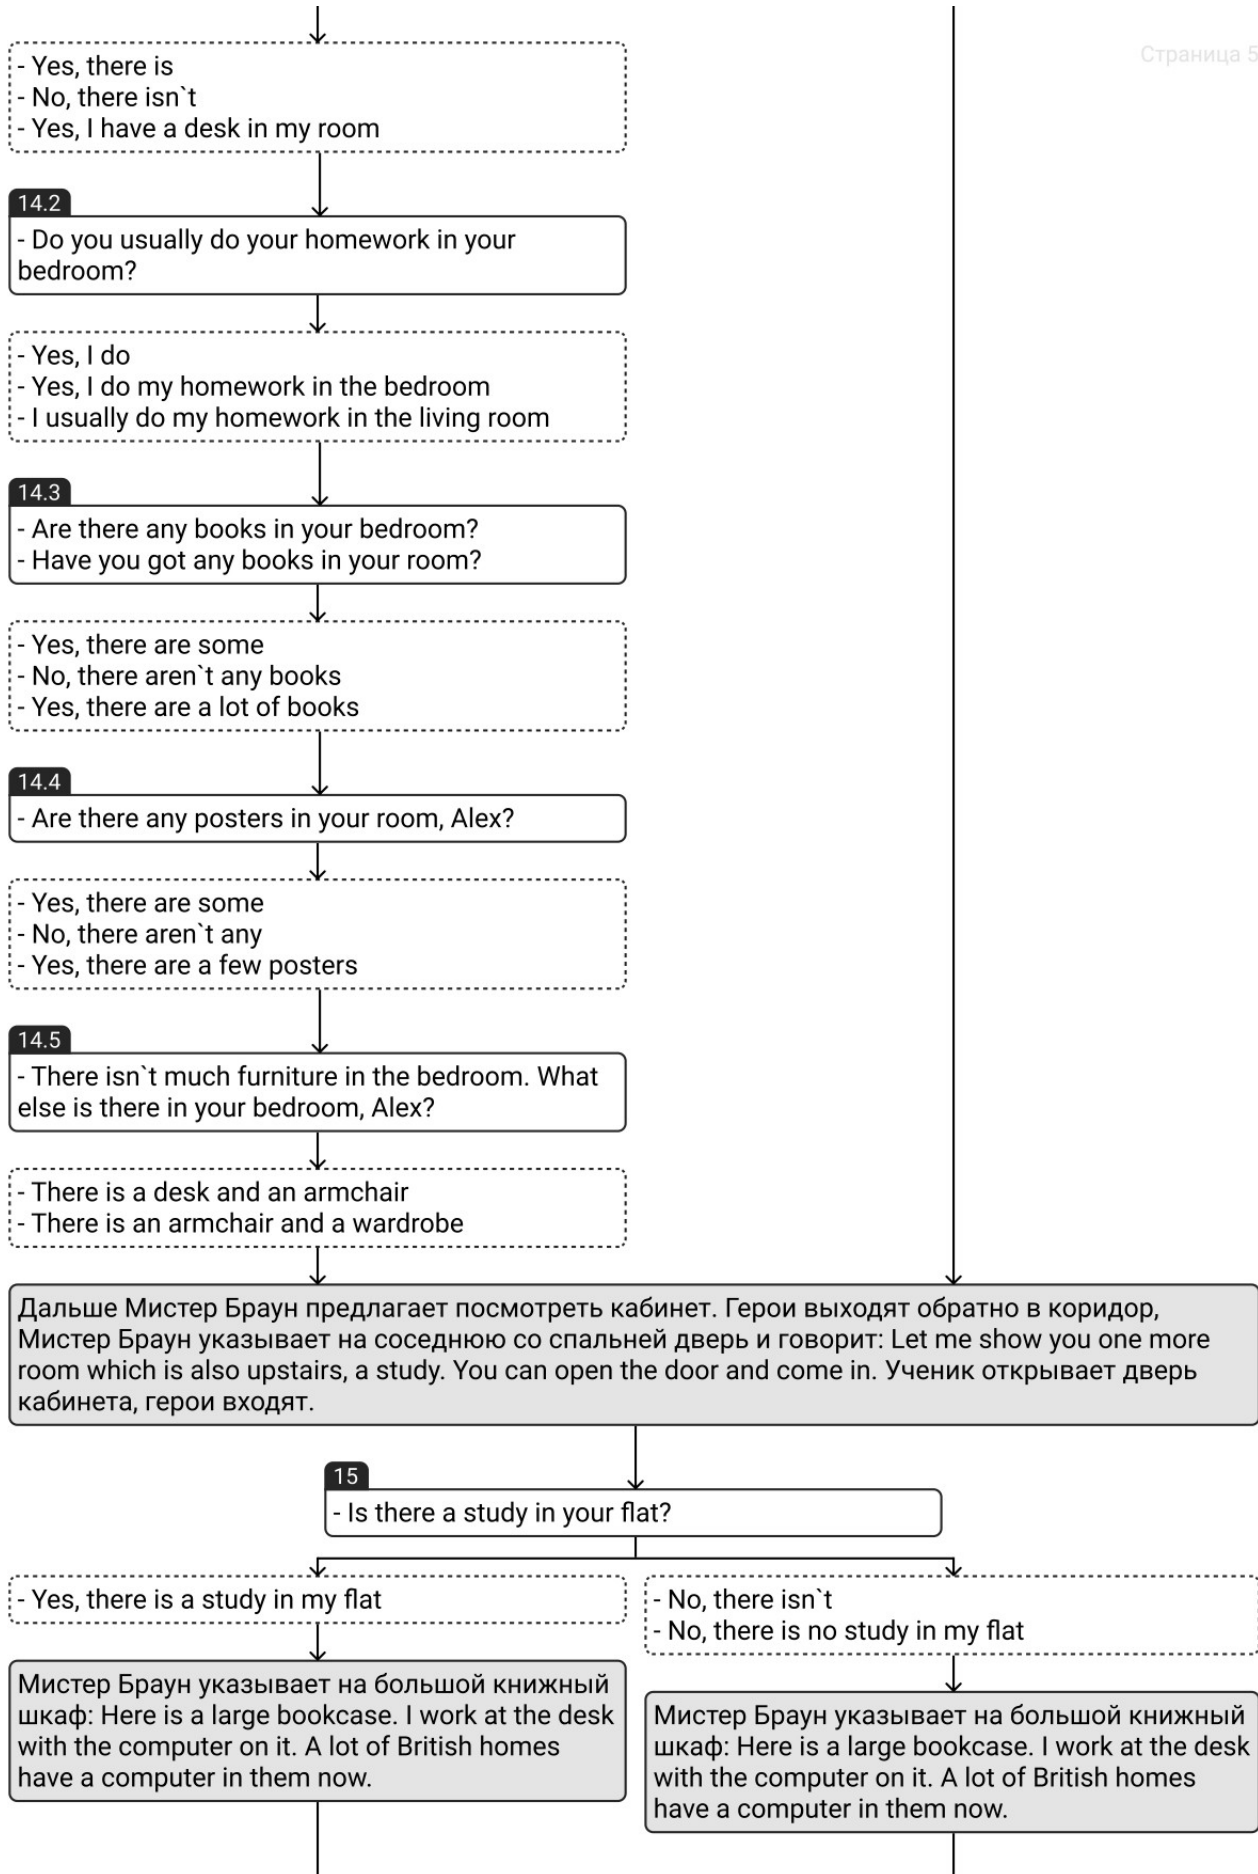 Страница 5
- Yes, there is
- No, there isn`t
- Yes, I have a desk in my room
14.2
- Do you usually do your homework in your
bedroom?
- Yes, I do
- Yes, I do my homework in the bedroom
- I usually do my homework in the living room
14.3
- Are there any books in your bedroom?
- Have you got any books in your room?
- Yes, there are some
- No, there aren`t any books
- Yes, there are a lot of books
14.4
- Are there any posters in your room, Alex?
- Yes, there are some
- No, there aren`t any
- Yes, there are a few posters
14.5
- There isn`t much furniture in the bedroom. What
else is there in your bedroom, Alex?
- There is a desk and an armchair
- There is an armchair and a wardrobe
Дальше Мистер Браун предлагает посмотреть кабинет. Герои выходят обратно в коридор,
Мистер Браун указывает на соседнюю со спальней дверь и говорит: Let me show you one more
room which is also upstairs, a study. You can open the door and come in. Ученик открывает дверь
кабинета, герои входят.
15
- Is there a study in your flat?
- Yes, there is a study in my flat
Мистер Браун указывает на большой книжный
шкаф: Here is a large bookcase. I work at the desk
with the computer on it. A lot of British homes
have a computer in them now.
- No, there isn`t
- No, there is no study in my flat
Мистер Браун указывает на большой книжный
шкаф: Here is a large bookcase. I work at the desk
with the computer on it. A lot of British homes
have a computer in them now.